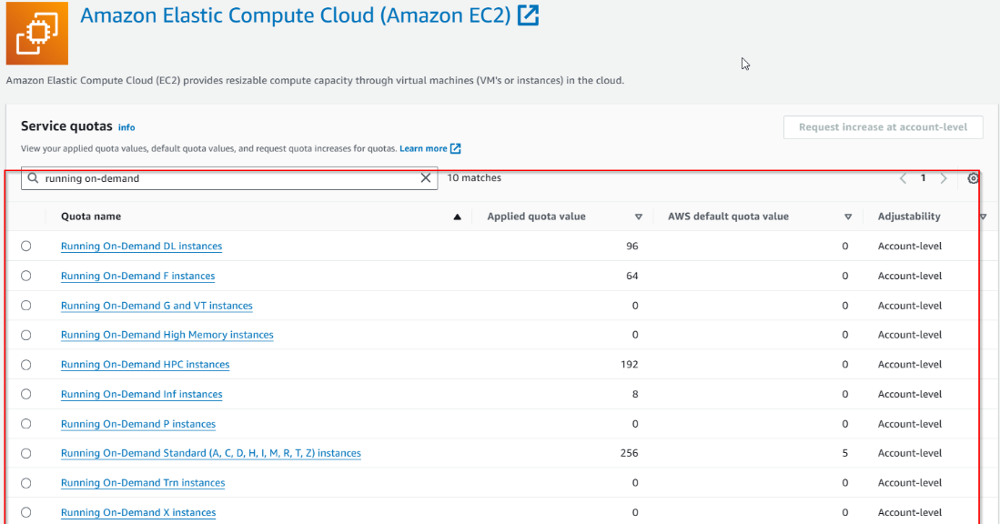 Amazon Elastic Compute Cloud (Amazon EC2)
Amazon Elastic Compute Cloud (EC2) provides resizable compute capacity through virtual machines (VM's or instances) in the cloud.
Service quotas info
Request increase at account-level
View your applied quota values, default quota values, and request quota increases for quotas. Learn more
running on-demand 10 matches 1
Quota name Applied quota value AWS default quota value Adjustability
Running On-Demand DL instances 96 0 Account-level
Running On-Demand F instances 64 0 Account-level
Running On-Demand G and VT instances 0 0 Account-level
Running On-Demand High Memory instances 0 0 Account-level
Running On-Demand HPC instances 192 0 Account-level
Running On-Demand Inf instances 8 0 Account-level
Running On-Demand P instances 0 0 Account-level
Running On-Demand Standard (A, C, D, H, I, M, R, T, Z) instances 256 5 Account-level
Running On-Demand Trn instances 0 0 Account-level
Running On-Demand X instances 0 0 Account-level